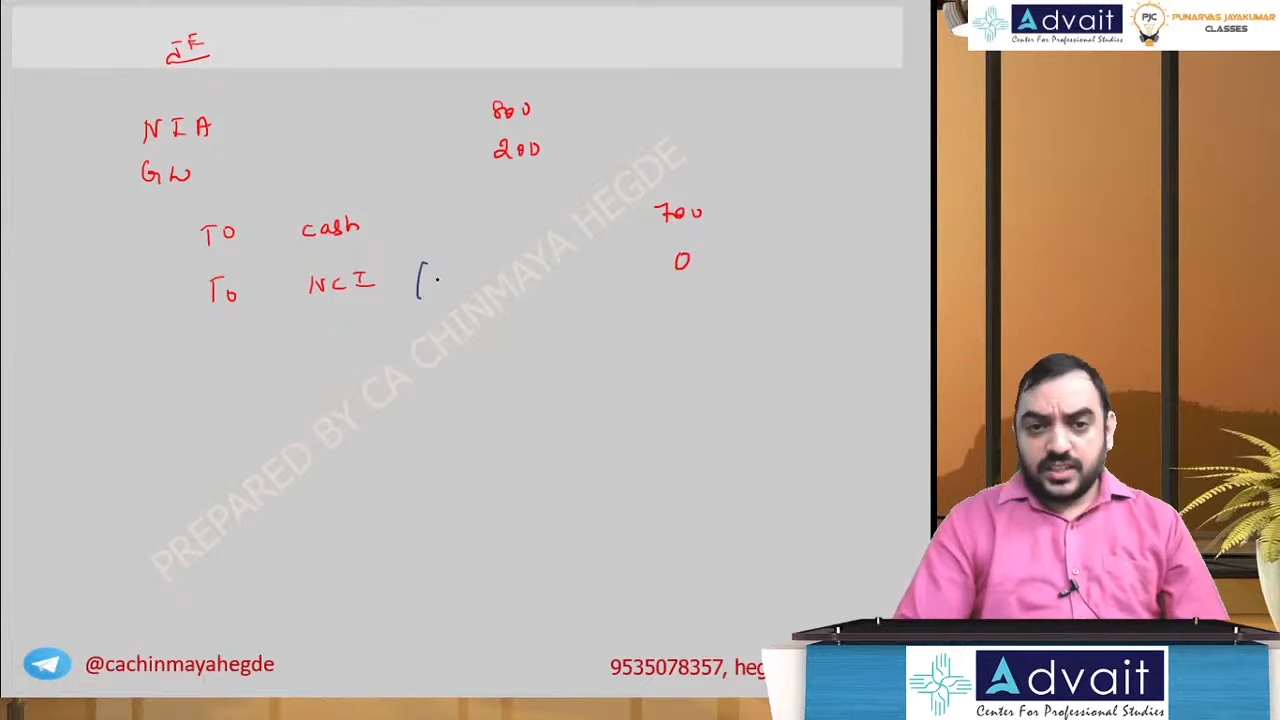 JE
NIA 800
GW 200
TO cash 700
To NCI ( 0
PREPARED BY CA CHINMAYA HEGDE
@cachinmayahegde
9535078357, heg
Advait
Center For Professional Studies
PJC
PUNARVAS JAYAKUMAR
CLASSES
Advait
Center For Professional Studies